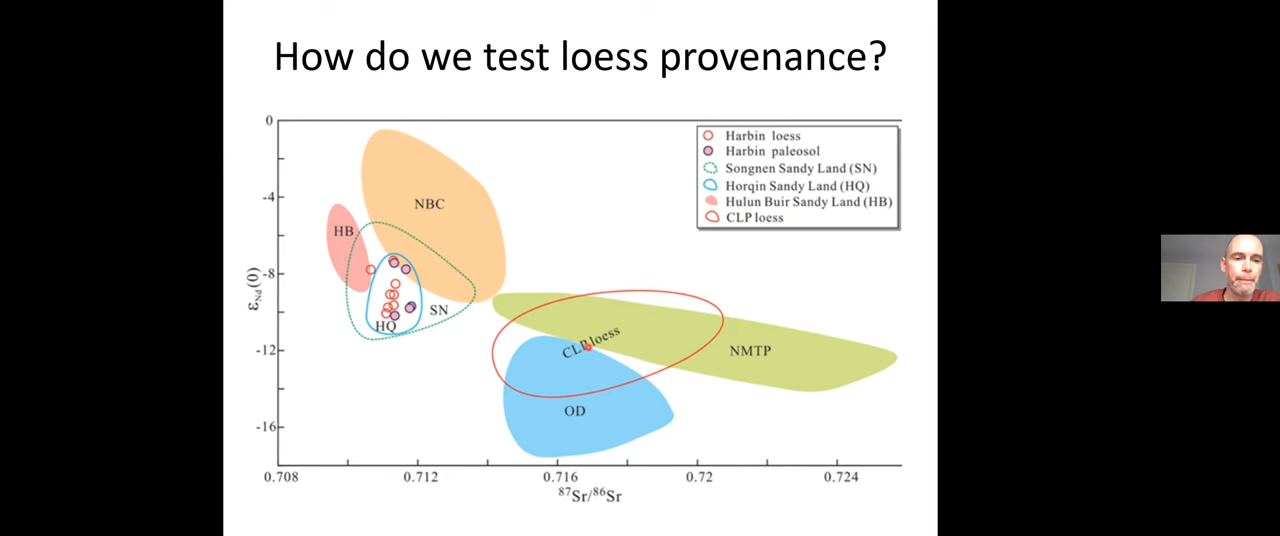 How do we test loess provenance?
0
-4
-8
-12
-16
εNd(0)
0.708
0.712
0.716
0.72
0.724
87Sr/86Sr
NBC
HB
SN
HQ
CLP loess
NMTP
OD
Harbin loess
Harbin paleosol
Songnen Sandy Land (SN)
Horqin Sandy Land (HQ)
Hulun Buir Sandy Land (HB)
CLP loess